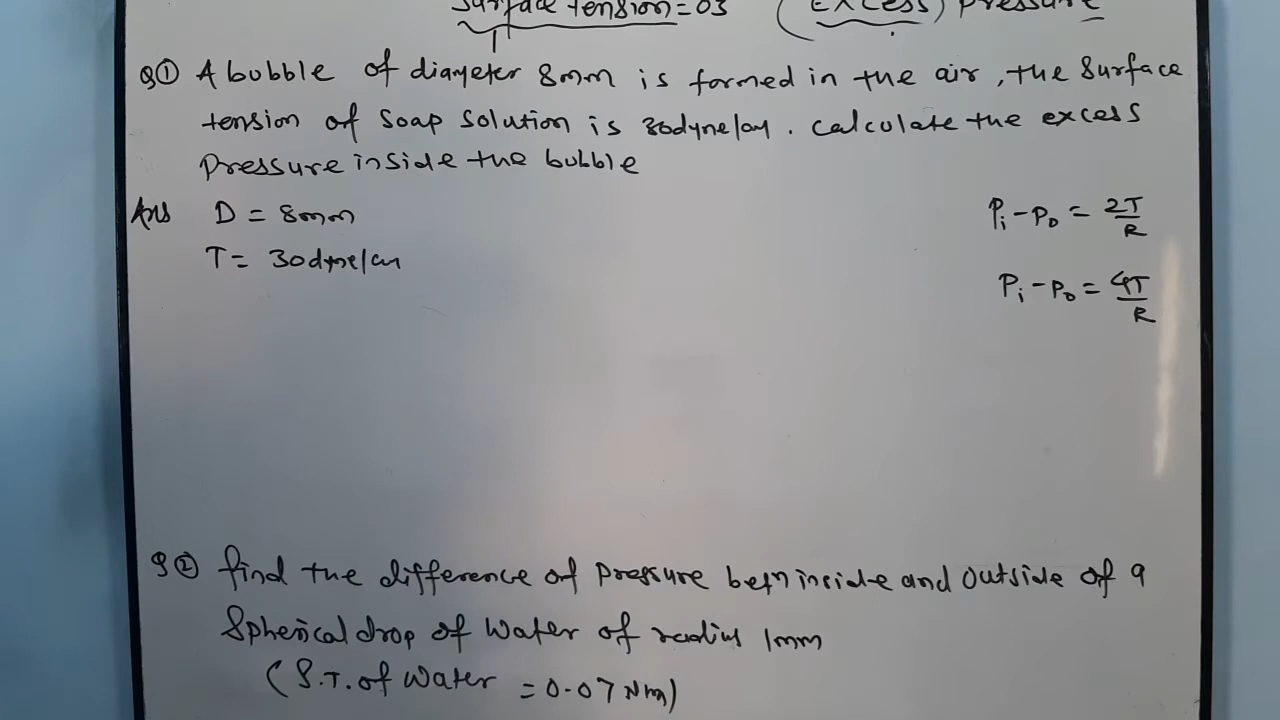 Surface tension = 03 (Excess) Pressure
Q① A bubble of diameter 8mm is formed in the air, the Surface
tension of Soap Solution is 30dyne/cm. calculate the excess
Pressure inside the bubble
Ans D = 8mm
T = 30dyne/cm
Pi - Po = 2T/R
Pi - Po = 4T/R
Q② find the difference of Pressure betn inside and outside of a
Spherical drop of Water of radius 1mm
(S.T. of Water = 0.07 N/m)